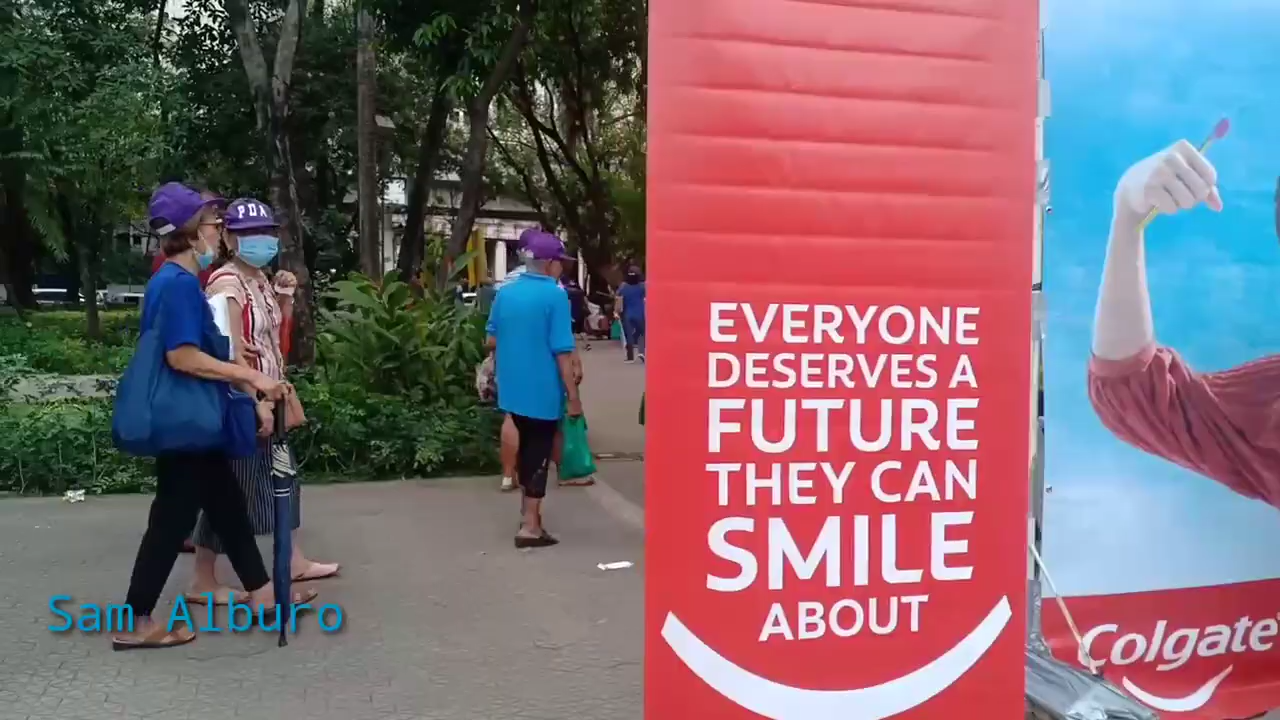 PDA
EVERYONE
DESERVES A
FUTURE
THEY CAN
SMILE
ABOUT
Colgate
Sam Alburo